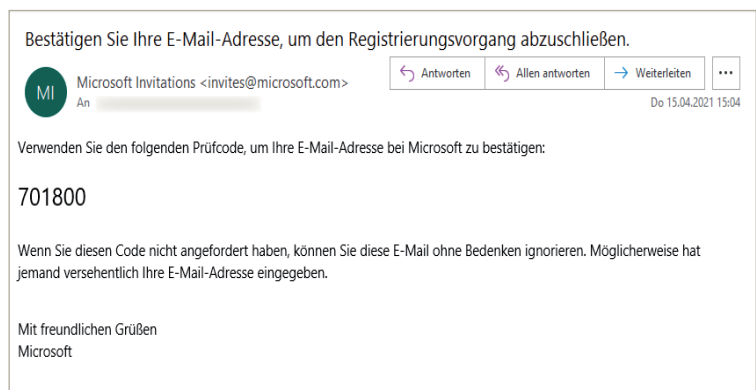 Bestätigen Sie Ihre E-Mail-Adresse, um den Registrierungsvorgang abzuschließen.
MI
Microsoft Invitations <invites@microsoft.com>
Antworten
Allen antworten
Weiterleiten
An
Do 15.04.2021 15:04
Verwenden Sie den folgenden Prüfcode, um Ihre E-Mail-Adresse bei Microsoft zu bestätigen:
701800
Wenn Sie diesen Code nicht angefordert haben, können Sie diese E-Mail ohne Bedenken ignorieren. Möglicherweise hat
jemand versehentlich Ihre E-Mail-Adresse eingegeben.
Mit freundlichen Grüßen
Microsoft